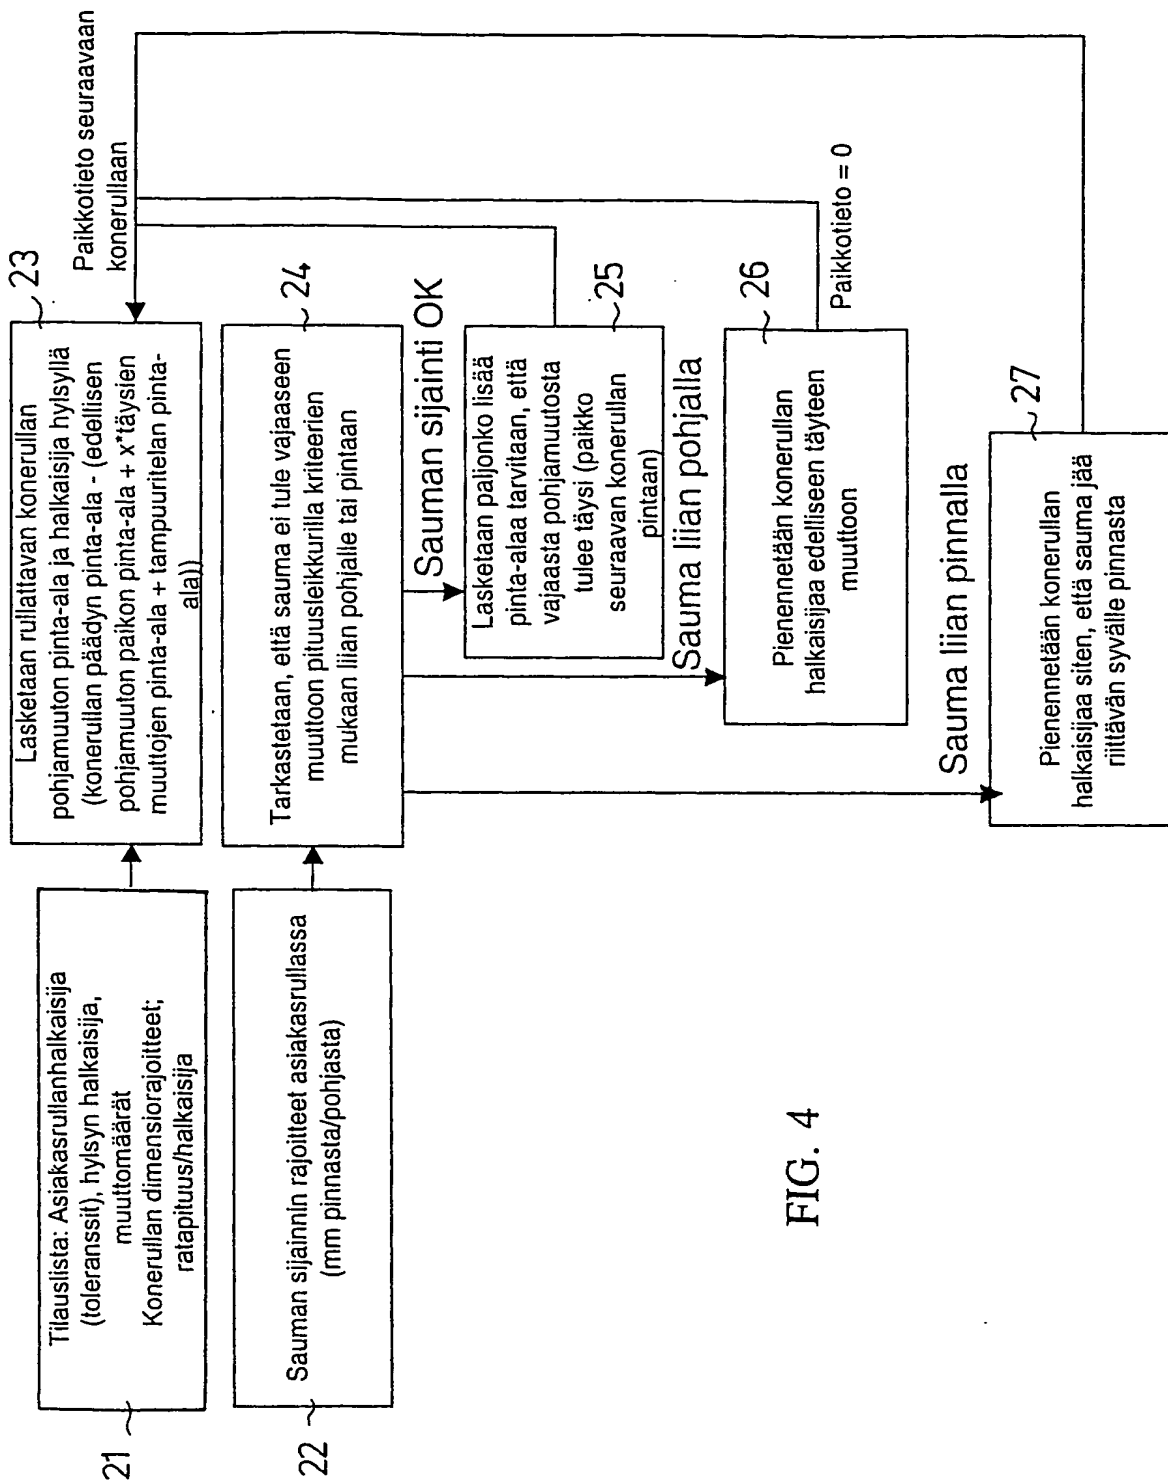 21
Tilauslista: Asiakasrullanhalkaisija
(toleranssit), hylsyn halkaisija,
muuttomäärät
Konerullan dimensiorajoitteet;
ratapituus/halkaisija
22
Sauman sijainnin rajoitteet asiakasrullassa
(mm pinnasta/pohjasta)
23
Lasketaan rullattavan konerullan
pohjamuuton pinta-ala ja halkaisija hylsyllä
(konerullan päädyn pinta-ala - (edellisen
pohjamuuton paikon pinta-ala + x*täysien
muuttojen pinta-ala + tampuuritelan pinta-
ala))
Paikkotieto seuraavaan
konerullaan
24
Tarkastetaan, että sauma ei tule vajaaseen
muuttoon pituusleikkurilla kriteerien
mukaan liian pohjalle tai pintaan
Sauman sijainti OK
25
Lasketaan paljonko lisää
pinta-alaa tarvitaan, että
vajaasta pohjamuutosta
tulee täysi (paikko
seuraavan konerullan
pintaan)
Sauma liian pohjalla
26
Pienennetään konerullan
halkaisijaa edelliseen täyteen
muuttoon
Paikkotieto = 0
Sauma liian pinnalla
27
Pienennetään konerullan
halkaisijaa siten, että sauma jää
riittävän syvälle pinnasta
FIG. 4